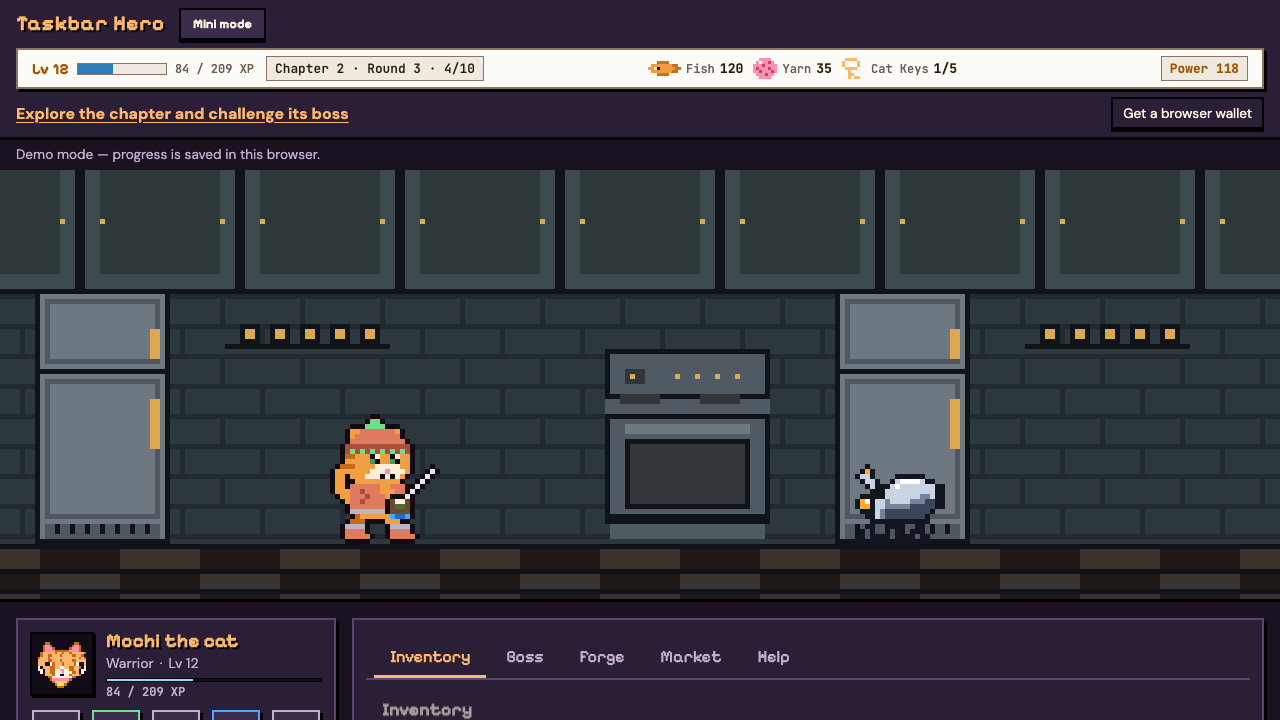 Taskbar Hero
Mini mode
Lv 12
84 / 209 XP
Chapter 2 · Round 3 · 4/10
Fish 120
Yarn 35
Cat Keys 1/5
Power 118
Explore the chapter and challenge its boss
Get a browser wallet
Demo mode — progress is saved in this browser.
Mochi the cat
Warrior · Lv 12
84 / 209 XP
Inventory
Boss
Forge
Market
Help
Inventory